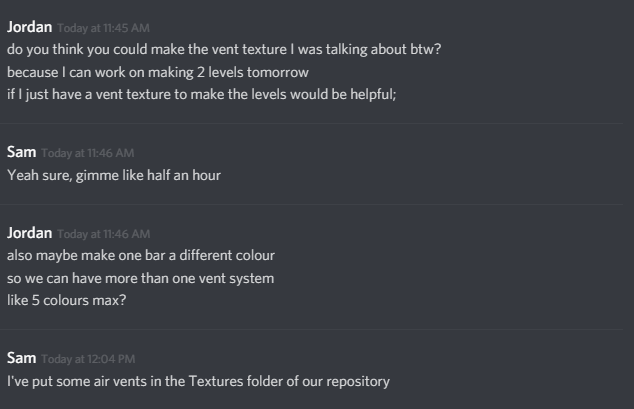 Jordan Today at 11:45 AM
do you think you could make the vent texture I was talking about btw?
because I can work on making 2 levels tomorrow
if I just have a vent texture to make the levels would be helpful;
Sam Today at 11:46 AM
Yeah sure, gimme like half an hour
Jordan Today at 11:46 AM
also maybe make one bar a different colour
so we can have more than one vent system
like 5 colours max?
Sam Today at 12:04 PM
I've put some air vents in the Textures folder of our repository